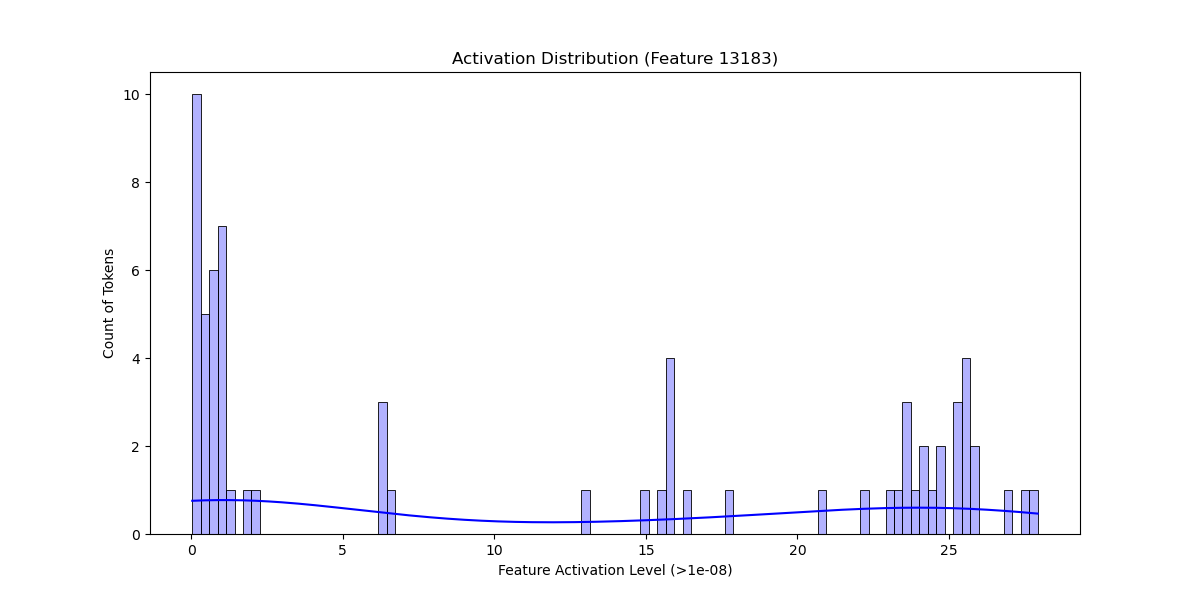 Activation Distribution (Feature 13183)
10
8
6
4
2
0
Count of Tokens
0 5 10 15 20 25
Feature Activation Level (>1e-08)